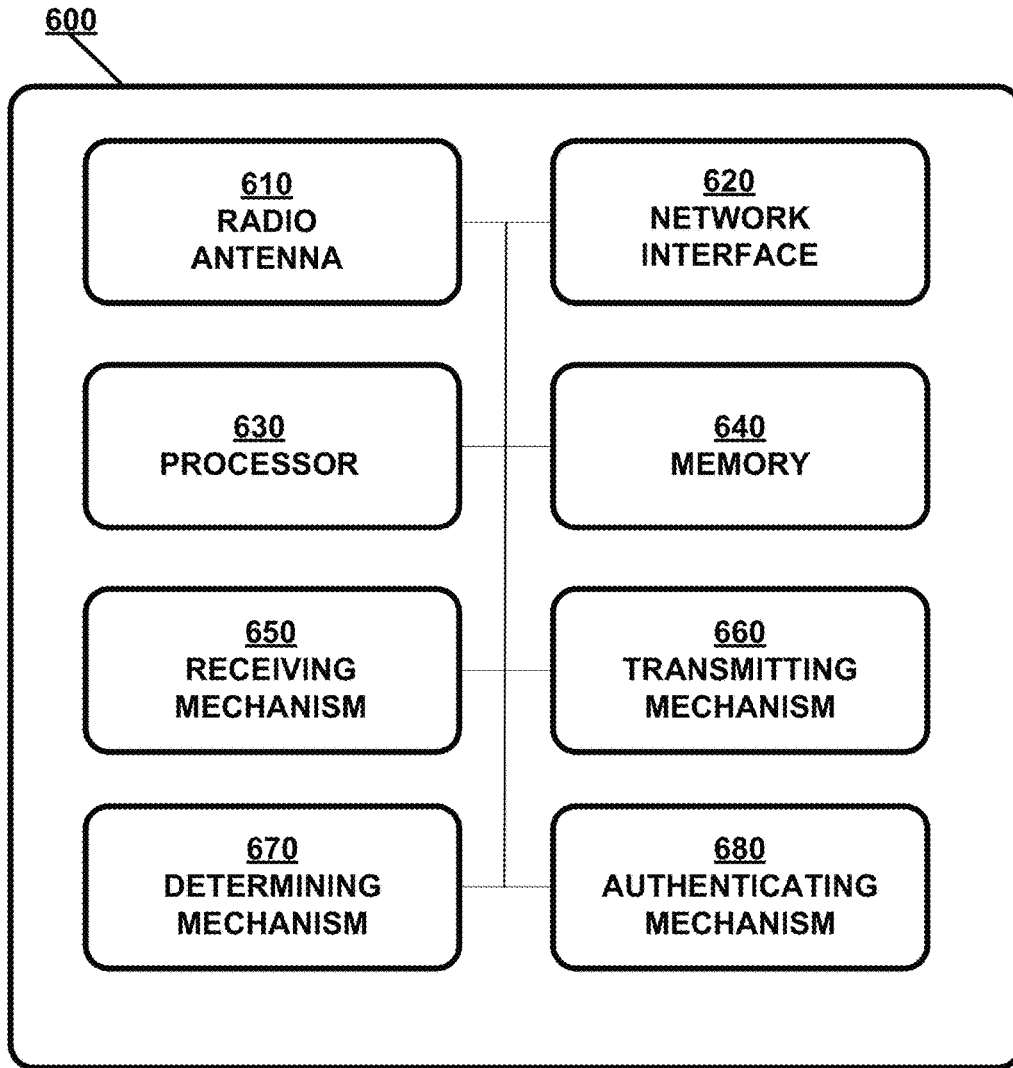 600
610
RADIO
ANTENNA
620
NETWORK
INTERFACE
630
PROCESSOR
640
MEMORY
650
RECEIVING
MECHANISM
660
TRANSMITTING
MECHANISM
670
DETERMINING
MECHANISM
680
AUTHENTICATING
MECHANISM